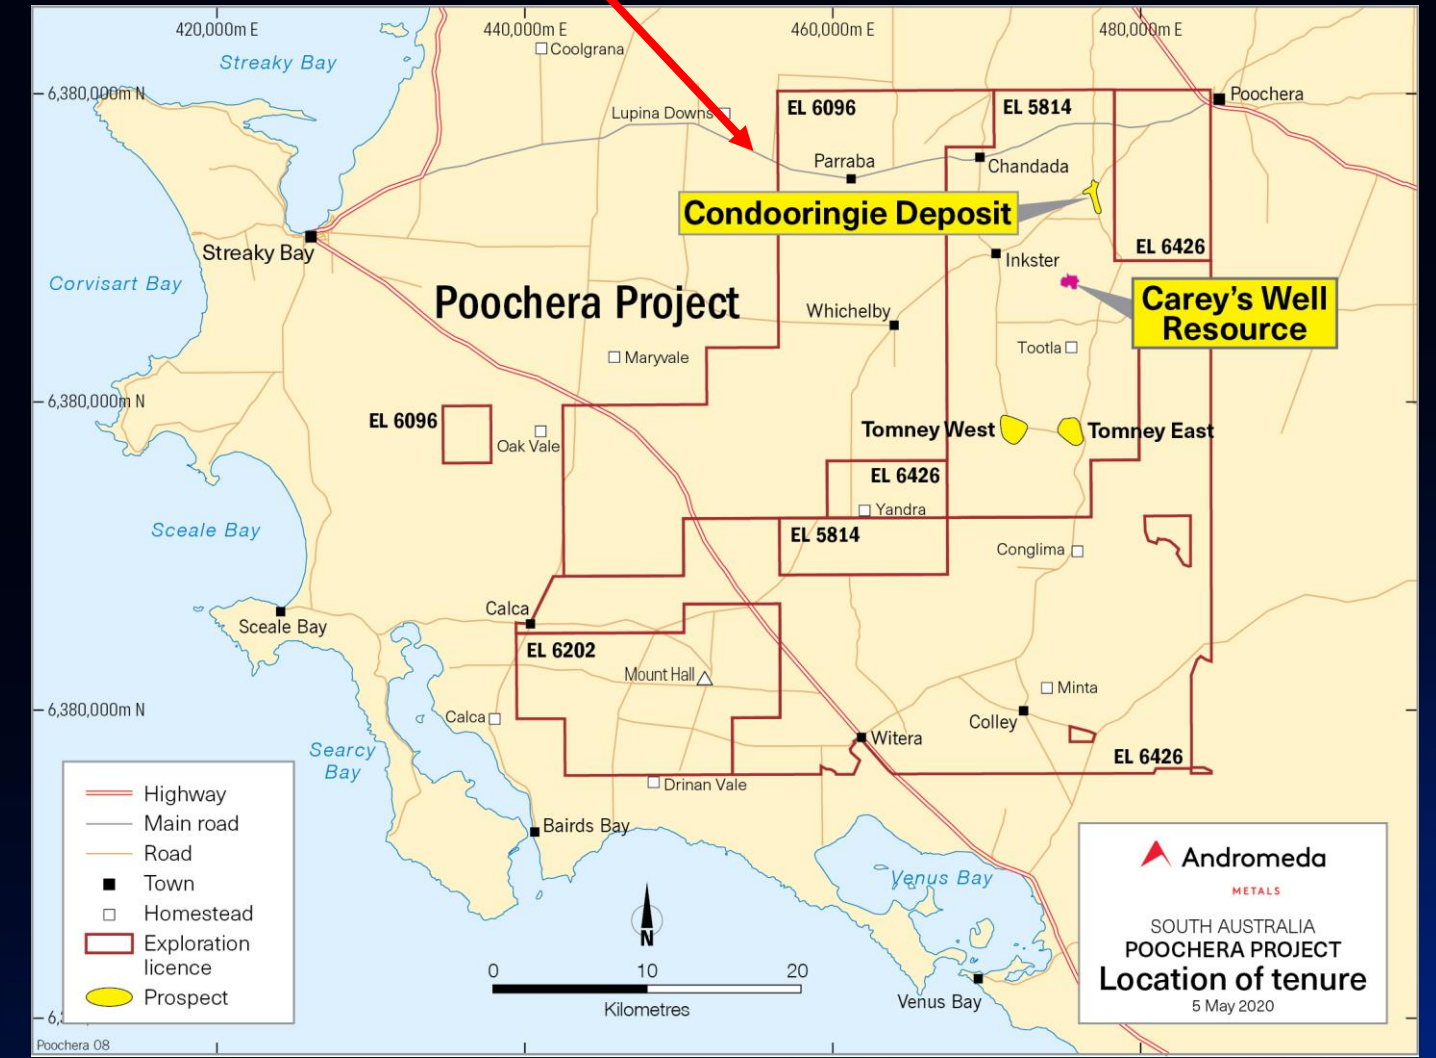 420,000m E
440,000m E
460,000m E
480,000m E
Streaky Bay
Coolgrana
6,380,000m N
Lupina Downs
EL 6096
EL 5814
Poochera
Parraba
Chandada
Condooringie Deposit
Streaky Bay
EL 6426
Inkster
Corvisart Bay
Poochera Project
Carey's Well
Resource
Whichelby
Maryvale
Tootla
6,380,000m N
EL 6096
Oak Vale
Tomney West
Tomney East
EL 6426
Yandra
Sceale Bay
EL 5814
Conglima
Calca
Sceale Bay
EL 6202
Mount Hall
Minta
6,380,000m N
Calca
Colley
Witera
Searcy
Bay
EL 6426
Drinan Vale
Highway
Main road
Road
Town
Homestead
Exploration
licence
Prospect
Bairds Bay
Venus Bay
N
0 10 20
Kilometres
Venus Bay
Andromeda
METALS
SOUTH AUSTRALIA
POOCHERA PROJECT
Location of tenure
5 May 2020
Poochera 08